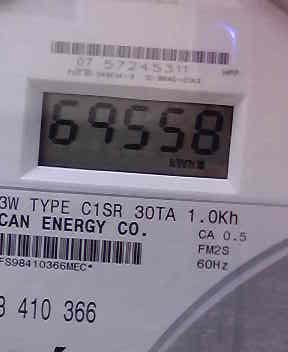 07 57245311
69558
3W TYPE C1SR 30TA 1.0Kh
CAN ENERGY CO.
CA 0.5
FM2S
FS98410366MEC*
60Hz
8 410 366